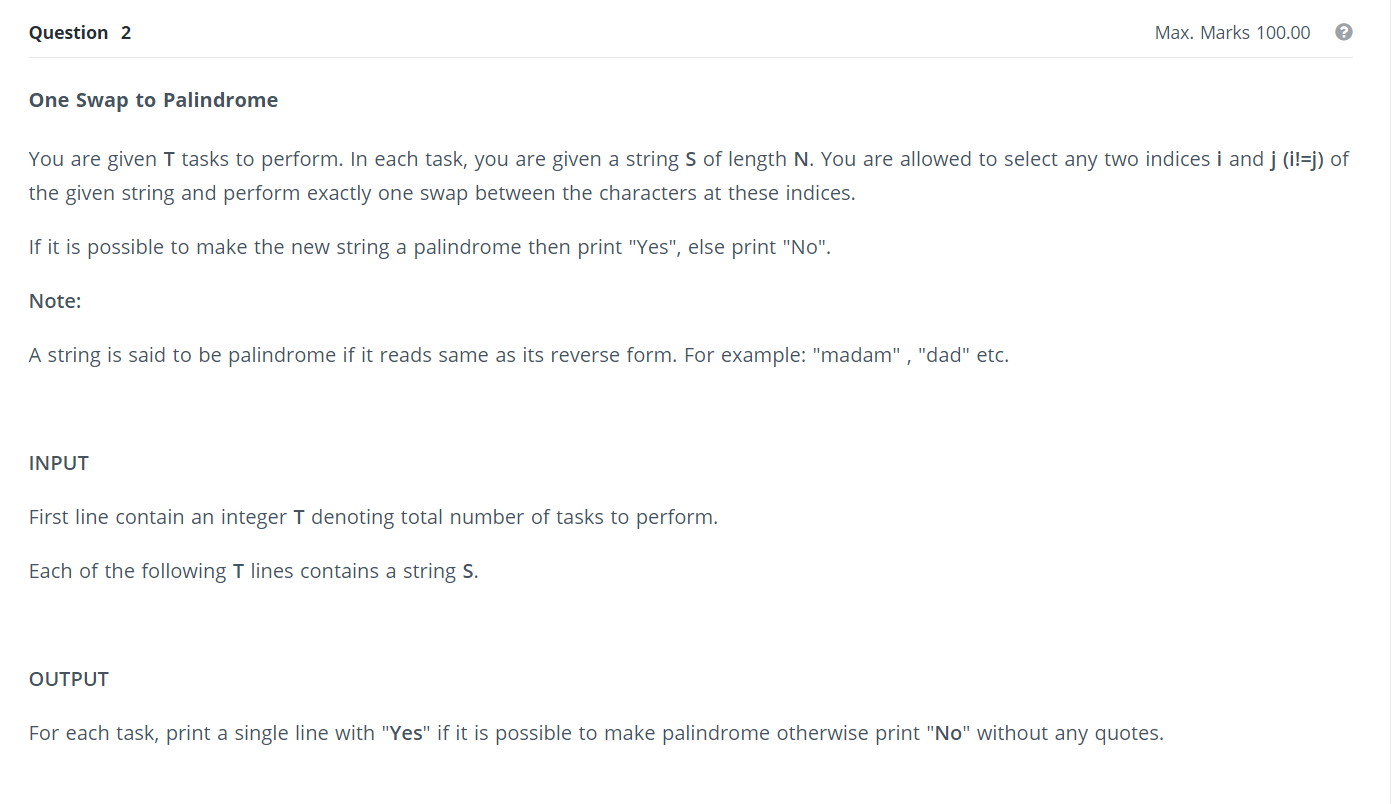 Question 2
Max. Marks 100.00
One Swap to Palindrome
You are given T tasks to perform. In each task, you are given a string S of length N. You are allowed to select any two indices i and j (i!=j) of
the given string and perform exactly one swap between the characters at these indices.
If it is possible to make the new string a palindrome then print "Yes", else print "No".
Note:
A string is said to be palindrome if it reads same as its reverse form. For example: "madam" , "dad" etc.
INPUT
First line contain an integer T denoting total number of tasks to perform.
Each of the following T lines contains a string S.
OUTPUT
For each task, print a single line with "Yes" if it is possible to make palindrome otherwise print "No" without any quotes.